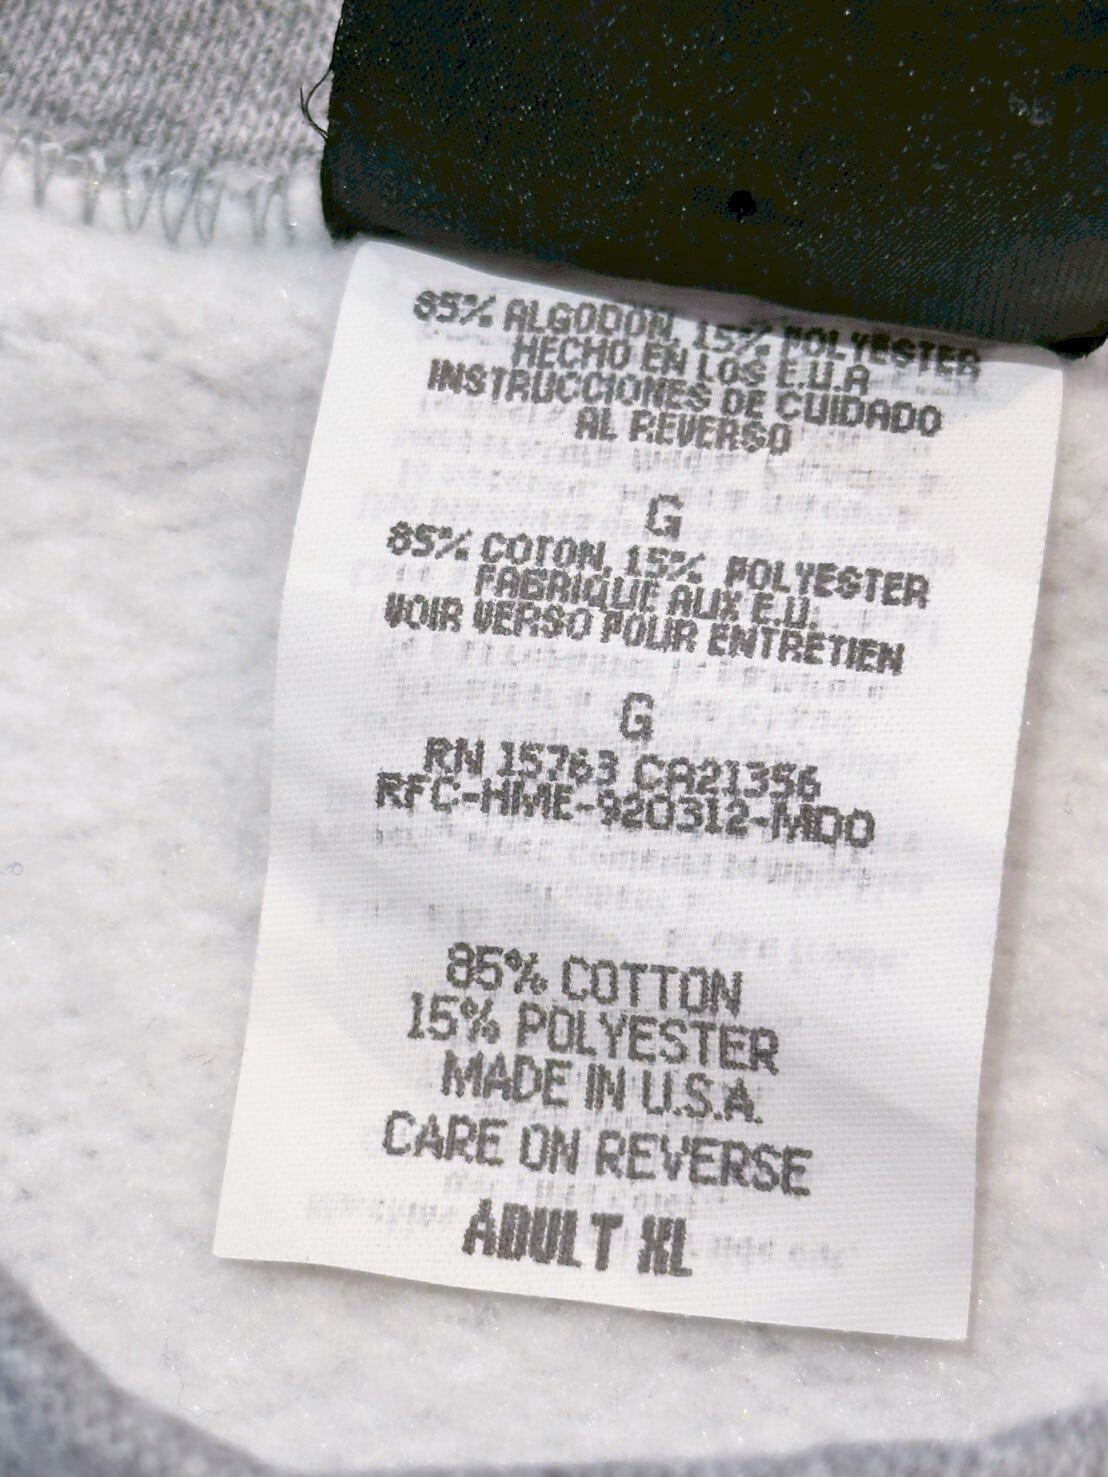 85% ALGODON, 15% POLYESTER
HECHO EN LOS E.U.A
INSTRUCCIONES DE CUIDADO
AL REVERSO
G
85% COTON, 15% POLYESTER
FABRIQUE AUX E.U.
VOIR VERSO POUR ENTRETIEN
G
RN 15763 CA21356
RFC-HME-920312-MD0
85% COTTON
15% POLYESTER
MADE IN U.S.A.
CARE ON REVERSE
ADULT XL